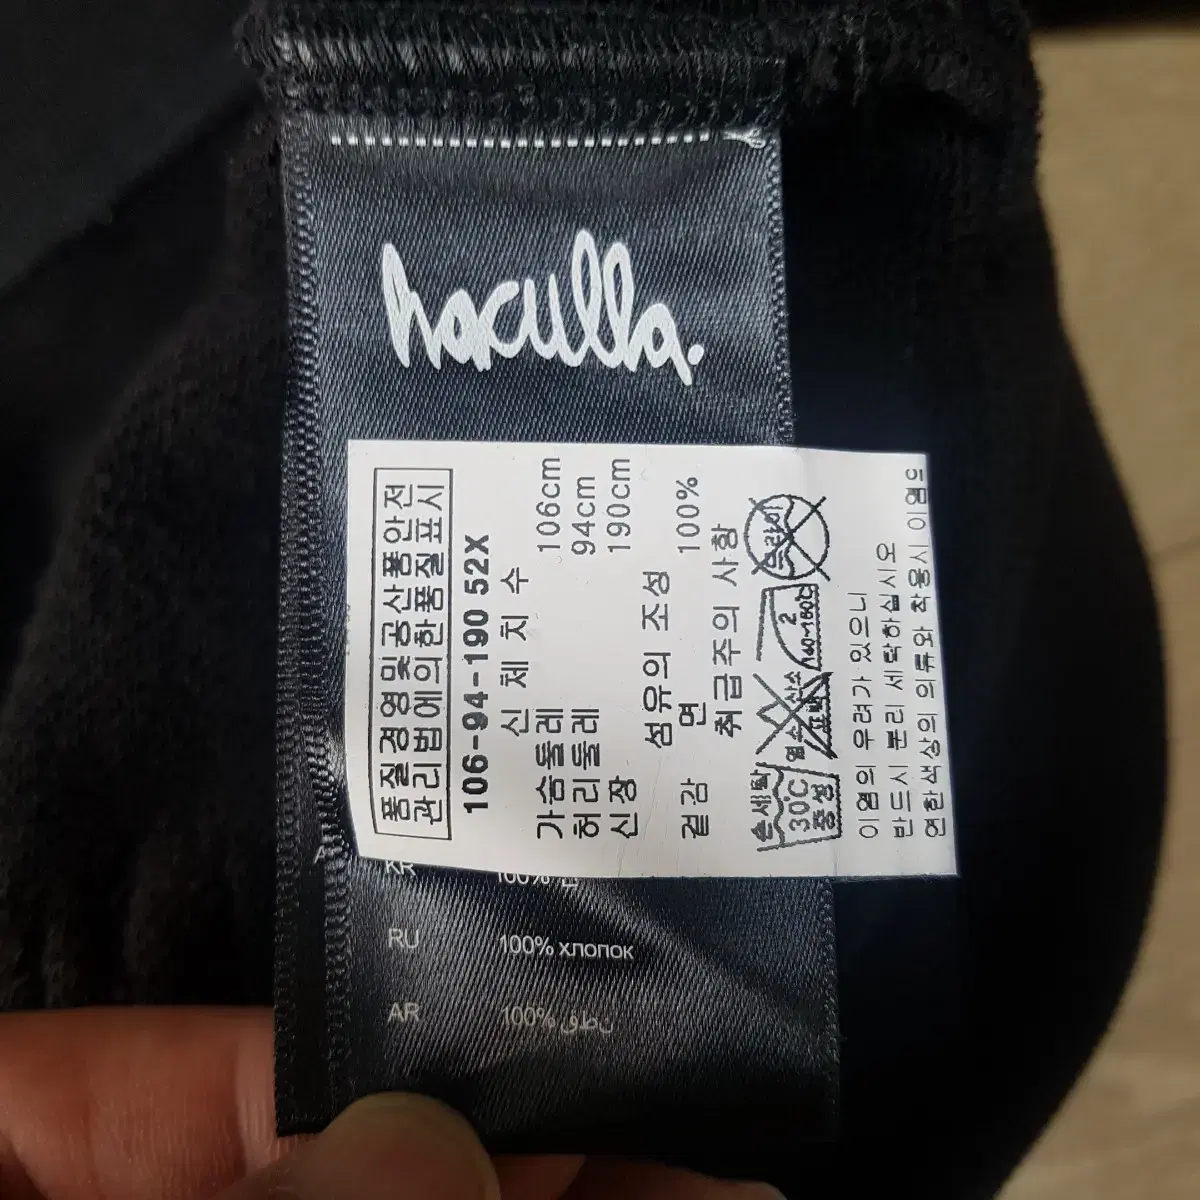 haculla.
품질경영및공산품안전
관리법에의한품질표시
106-94-190 52X
신 체 치 수
가슴둘레 106cm
허리둘레 94cm
신장 190cm
섬유의 조성
겉감 면 100%
취급주의 사항
손세탁
30℃
중성
염소
산소
표백
2
140~160℃
드라이
이염의 우려가 있으니
반드시 분리 세탁하십시오
연한색상의 의류와 착용시 이염
KR 100% 면
RU 100% хлопок
AR 100%